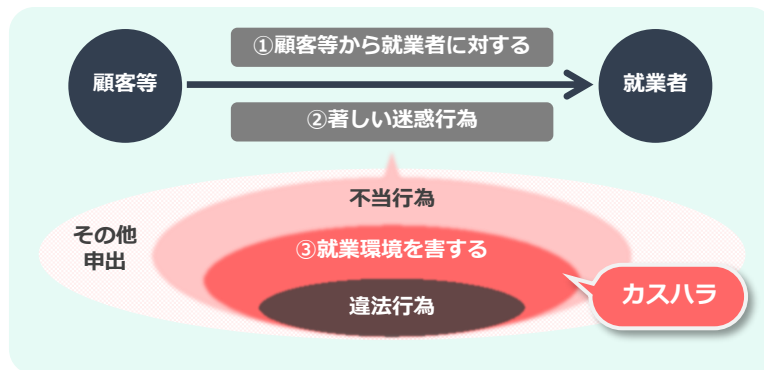 ①顧客等から就業者に対する
顧客等
就業者
②著しい迷惑行為
不当行為
その他
申出
③就業環境を害する
カスハラ
違法行為